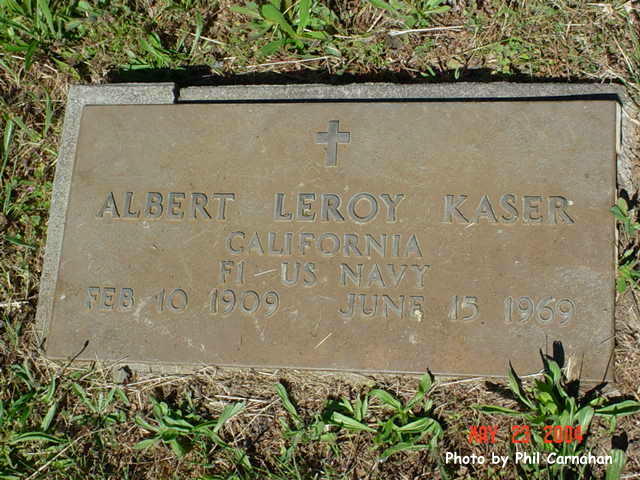 ALBERT LEROY KASER
CALIFORNIA
F1 US NAVY
FEB 10 1909 JUNE 15 1969
MAY 23 2004
Photo by Phil Carnahan